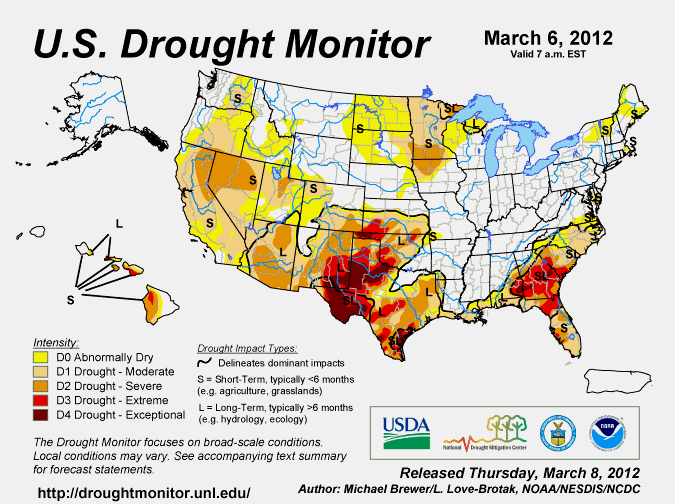 U.S. Drought Monitor
March 6, 2012
Valid 7 a.m. EST
L
S
S
S
S
S
S
S
S
S
L
S
L
L
L
S
L
L
S
S
SL
S
S
S
S
S
S
S
S
Intensity:
D0 Abnormally Dry
D1 Drought - Moderate
D2 Drought - Severe
D3 Drought - Extreme
D4 Drought - Exceptional
Drought Impact Types:
Delineates dominant impacts
S = Short-Term, typically <6 months
(e.g. agriculture, grasslands)
L = Long-Term, typically >6 months
(e.g. hydrology, ecology)
USDA
National Drought Mitigation Center
NOAA
The Drought Monitor focuses on broad-scale conditions.
Local conditions may vary. See accompanying text summary
for forecast statements.
http://droughtmonitor.unl.edu/
Released Thursday, March 8, 2012
Author: Michael Brewer/L. Love-Brotak, NOAA/NESDIS/NCDC